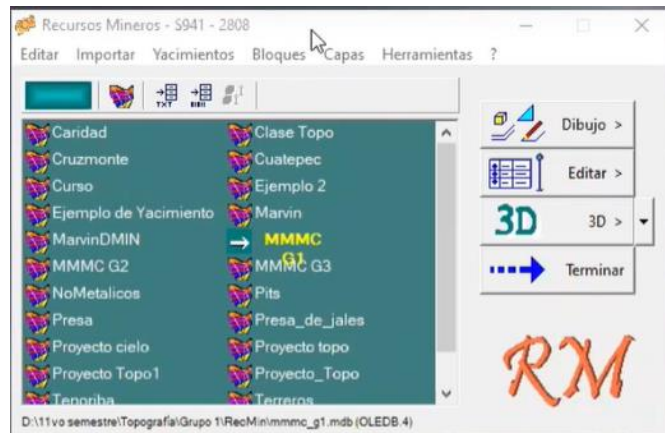 Recursos Mineros - S941 - 2808
Editar Importar Yacimientos Bloques Capas Herramientas ?
TXT
Caridad Clase Topo
Cruzmonte Cuatepec
Curso Ejemplo 2
Ejemplo de Yacimiento Marvin
MarvinDMIN MMMC G1
MMMC G2 MMMC G3
NoMetalicos Pits
Presa Presa_de_jales
Proyecto cielo Proyecto topo
Proyecto Topo1 Proyecto_Topo
Tenoriba Terreros
Dibujo >
Editar >
3D 3D >
Terminar
RM
D:\11vo semestre\Topografía\Grupo 1\RecMin\mmmc_g1.mdb (OLEDB.4)